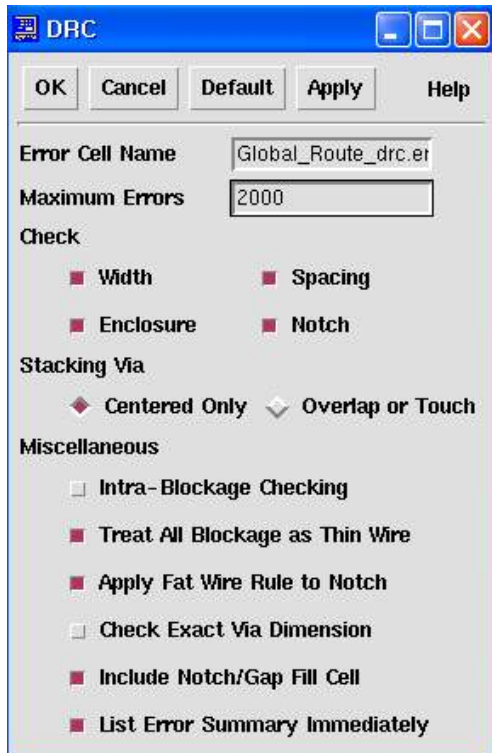 DRC
OK Cancel Default Apply Help
Error Cell Name Global_Route_drc.er
Maximum Errors 2000
Check
Width Spacing
Enclosure Notch
Stacking Via
Centered Only Overlap or Touch
Miscellaneous
Intra-Blockage Checking
Treat All Blockage as Thin Wire
Apply Fat Wire Rule to Notch
Check Exact Via Dimension
Include Notch/Gap Fill Cell
List Error Summary Immediately